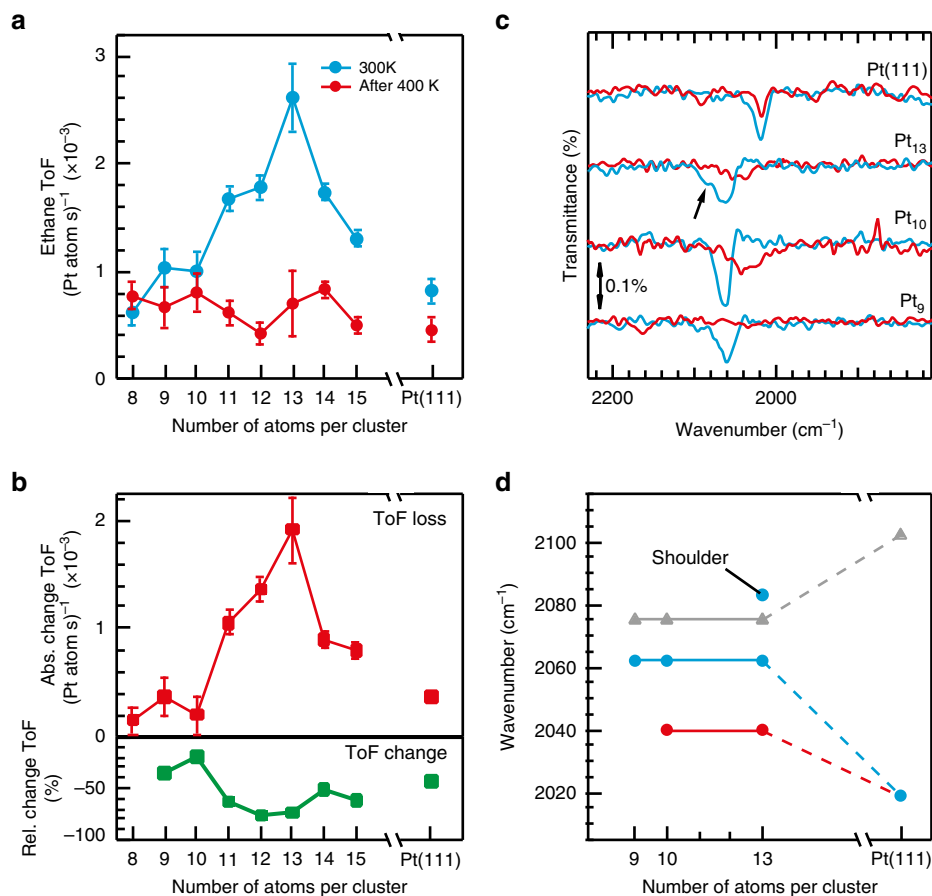 a
3
2
1
0
Ethane ToF
(Pt atom s)⁻¹ (×10⁻³)
300K
After 400 K
8 9 10 11 12 13 14 15 Pt(111)
Number of atoms per cluster
b
2
1
0
Abs. change ToF
(Pt atom s)⁻¹ (×10⁻³)
ToF loss
−50
−100
Rel. change ToF
(%)
ToF change
8 9 10 11 12 13 14 15 Pt(111)
Number of atoms per cluster
c
Transmittance (%)
Pt(111)
Pt₁₃
Pt₁₀
0.1%
Pt₉
2200 2000
Wavenumber (cm⁻¹)
d
2100
2080
2060
2040
2020
Wavenumber (cm⁻¹)
Shoulder
9 10 13 Pt(111)
Number of atoms per cluster